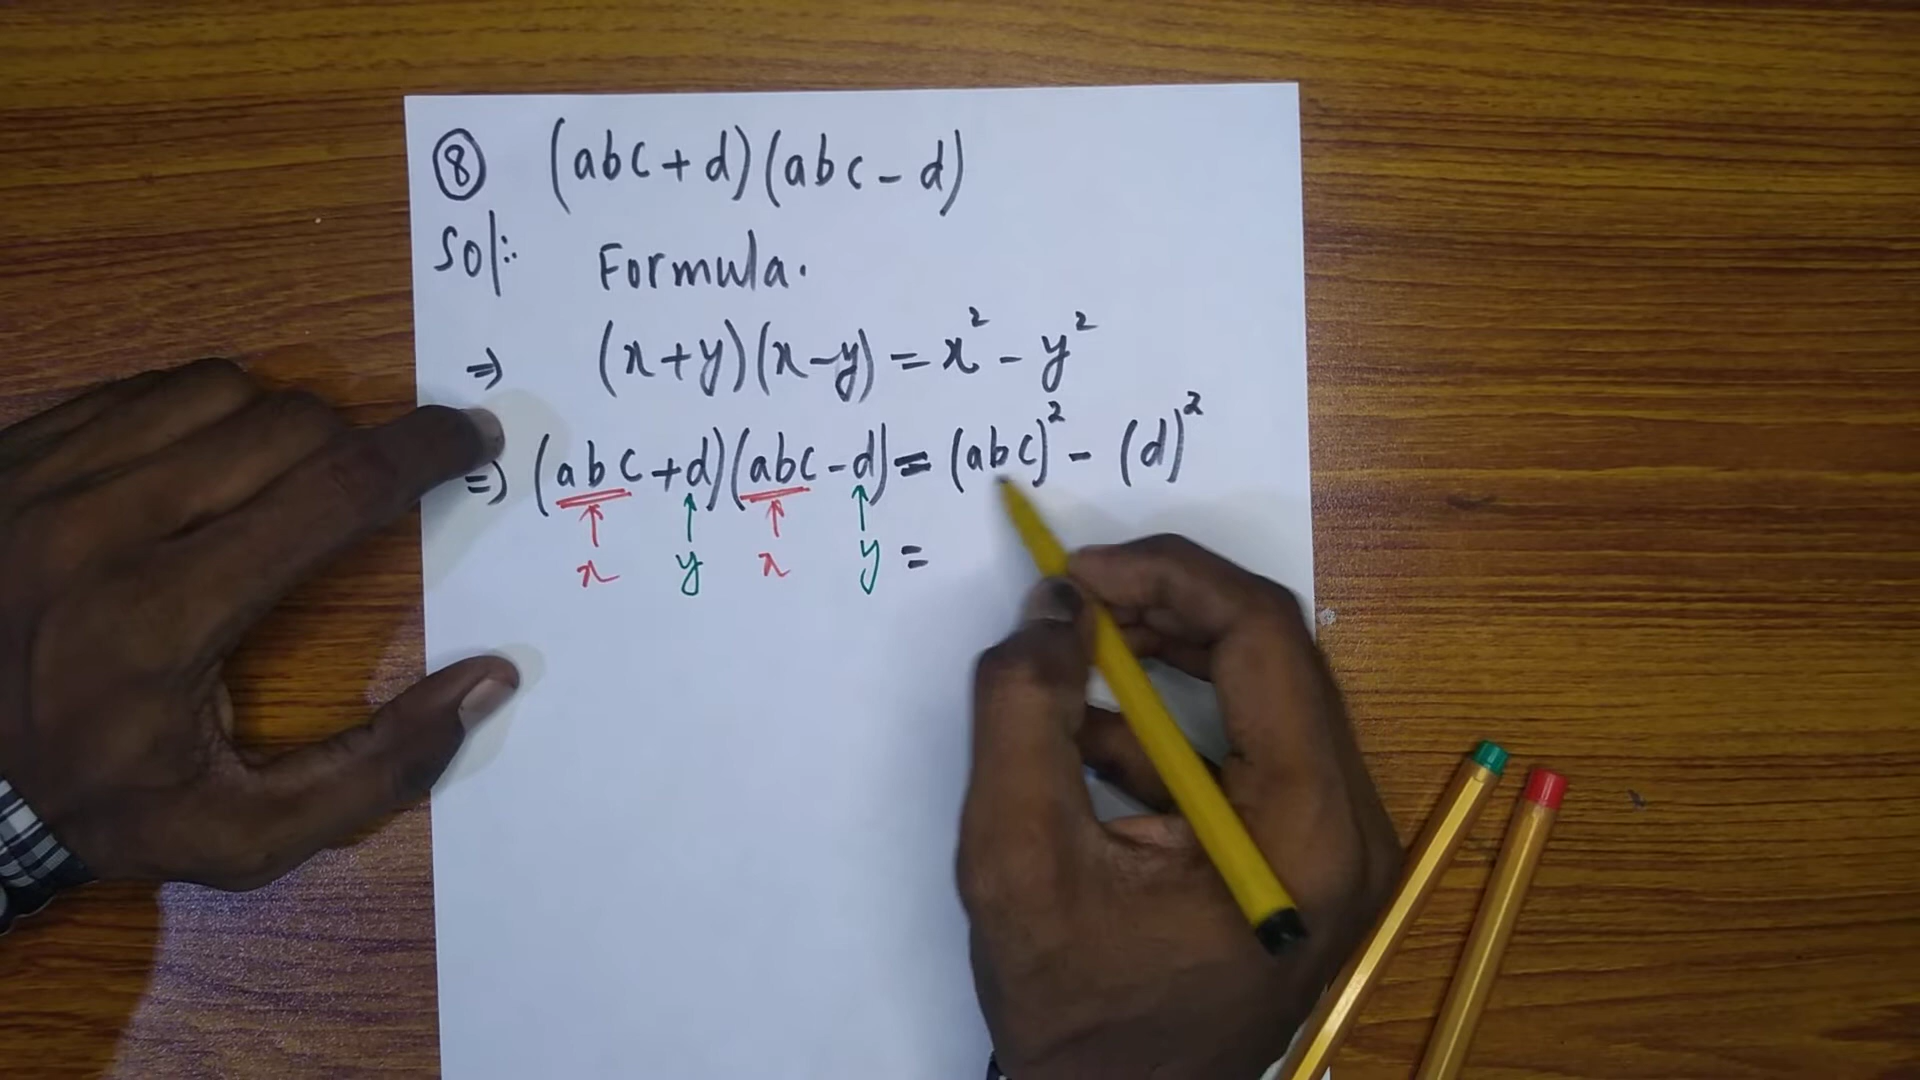 ⑧ (abc+d)(abc-d)
Sol:. Formula.
⇒ (x+y)(x-y) = x² - y²
⇒ (abc+d)(abc-d) = (abc)² - (d)²
x y x y =